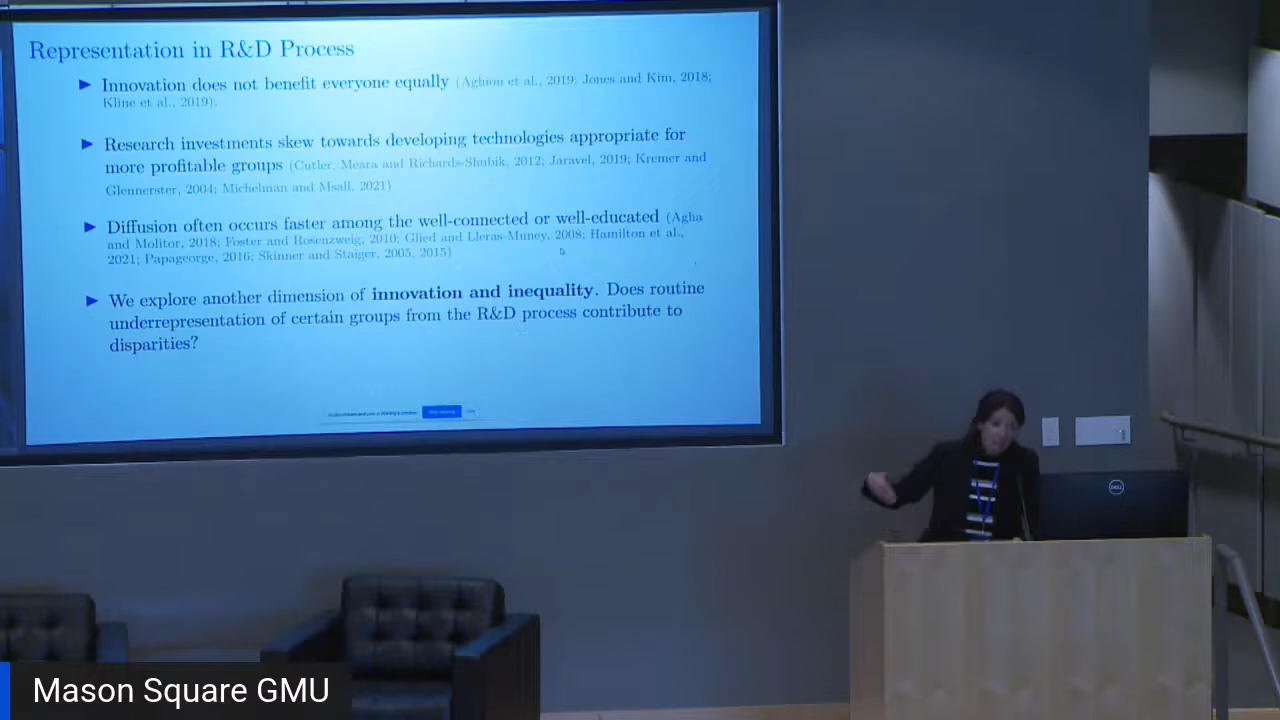 Representation in R&D Process
▶ Innovation does not benefit everyone equally (Aghion et al., 2019; Jones and Kim, 2018;
Kline et al., 2019).
▶ Research investments skew towards developing technologies appropriate for
more profitable groups (Cutler, Meara and Richards-Shubik, 2012; Jaravel, 2019; Kremer and
Glennerster, 2004; Michelman and Msall, 2021)
▶ Diffusion often occurs faster among the well-connected or well-educated (Agha
and Molitor, 2018; Foster and Rosenzweig, 2010; Glied and Lleras-Muney, 2008; Hamilton et al.,
2021; Papageorge, 2016; Skinner and Staiger, 2005, 2015)
▶ We explore another dimension of innovation and inequality. Does routine
underrepresentation of certain groups from the R&D process contribute to
disparities?
DELL
Mason Square GMU